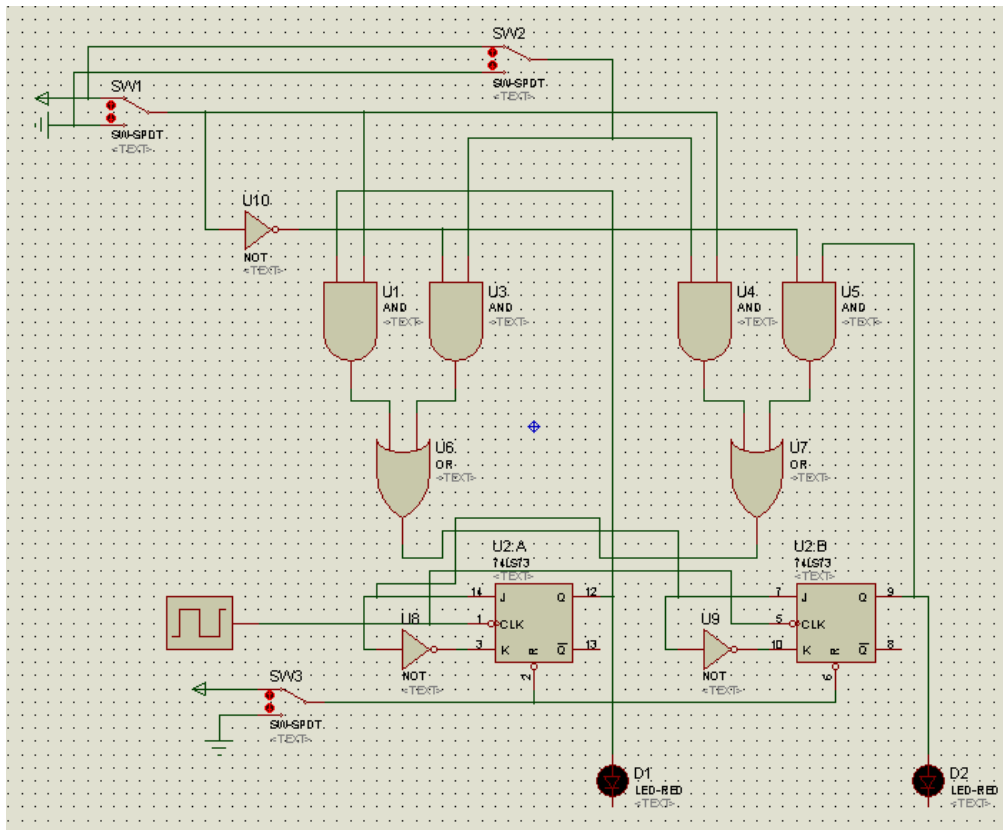 SW2
SW-SPDT
<TEXT>
SW1
SW-SPDT
<TEXT>
U10
NOT
<TEXT>
U1
AND
<TEXT>
U3
AND
<TEXT>
U4
AND
<TEXT>
U5
AND
<TEXT>
U6
OR
<TEXT>
U7
OR
<TEXT>
U2:A
74LS73
<TEXT>
14 J Q 12
1 CLK
3 K R Q 13
2
U8
NOT
<TEXT>
U2:B
74LS73
<TEXT>
7 J Q 9
5 CLK
10 K R Q 8
6
U9
NOT
<TEXT>
SW3
SW-SPDT
<TEXT>
D1
LED-RED
<TEXT>
D2
LED-RED
<TEXT>